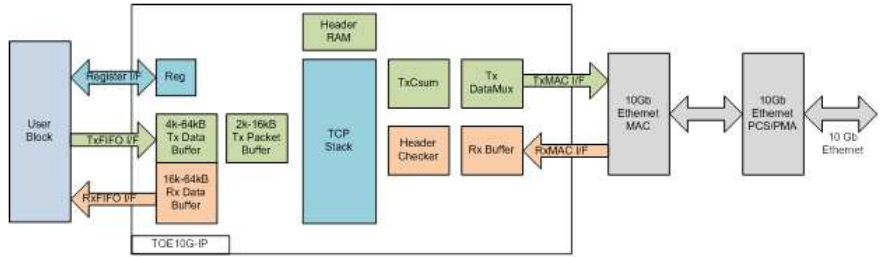 Header
RAM
User
Block
Register I/F
Reg
TxCsum
Tx
DataMux
TxMAC I/F
10Gb
Ethernet
MAC
10Gb
Ethernet
PCS/PMA
10 Gb
Ethernet
TxFIFO I/F
4k-64kB
Tx Data
Buffer
2k-16kB
Tx Packet
Buffer
TCP
Stack
Header
Checker
Rx Buffer
RxMAC I/F
RxFIFO I/F
16k-64kB
Rx Data
Buffer
TOE10G-IP